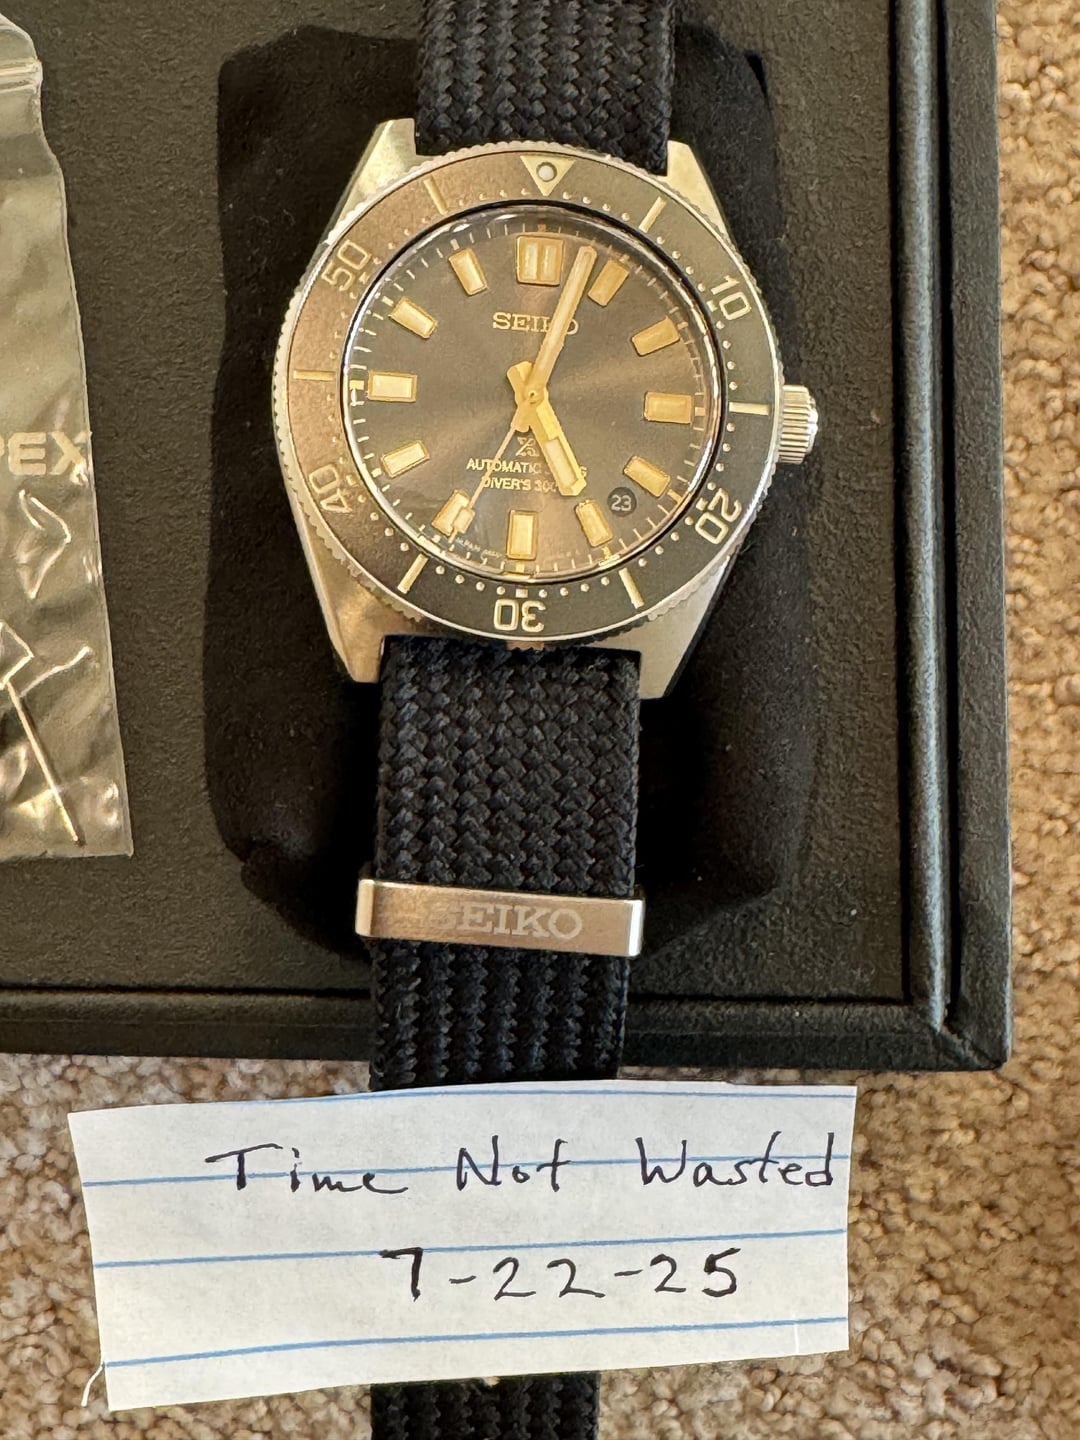 50
10
SEIKO
AUTOMATIC
DIVER'S
23
40
20
30
SEIKO
Time Not Wasted
7-22-25